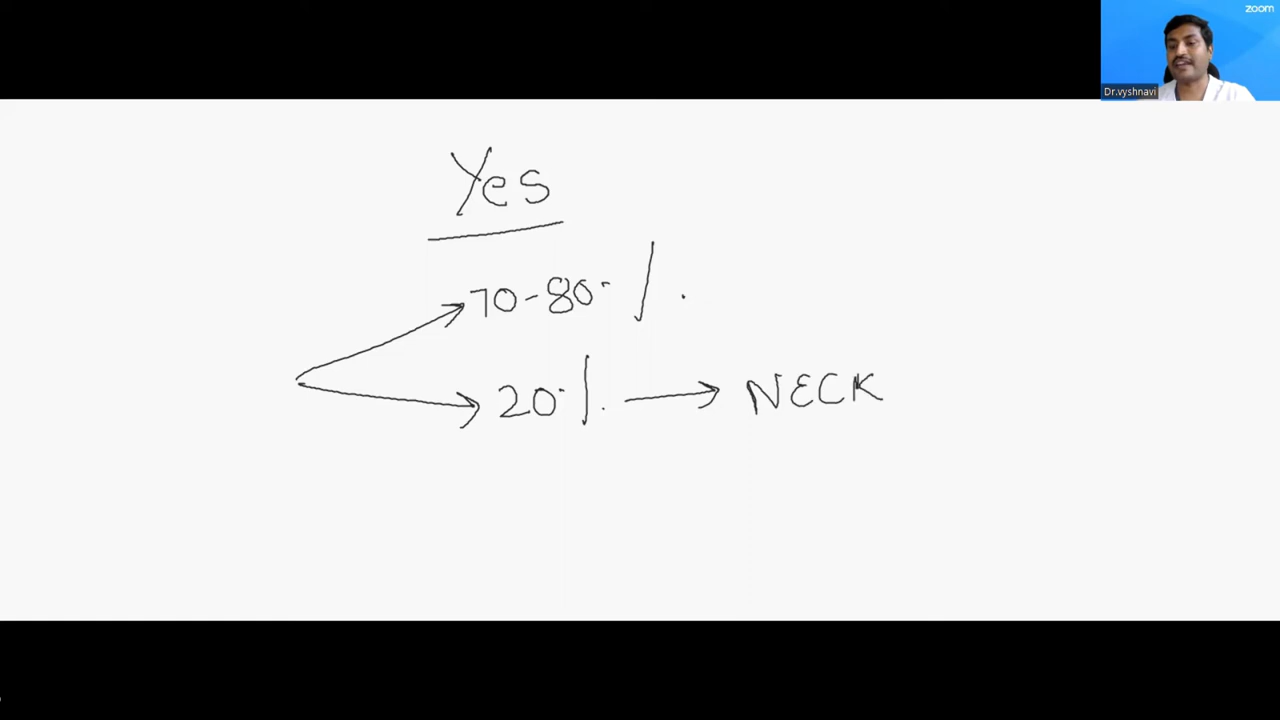 zoom
Dr.vyshnavi
Yes
70-80%.
20%. → NECK